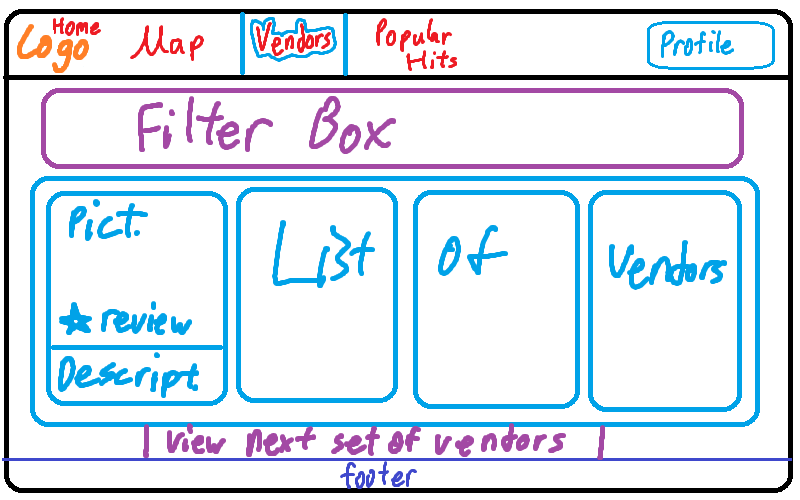 Home
Logo
Map
Vendors
Popular
Hits
Profile
Filter Box
Pict.
review
Descript.
List
of
Vendors
View next set of vendors
footer